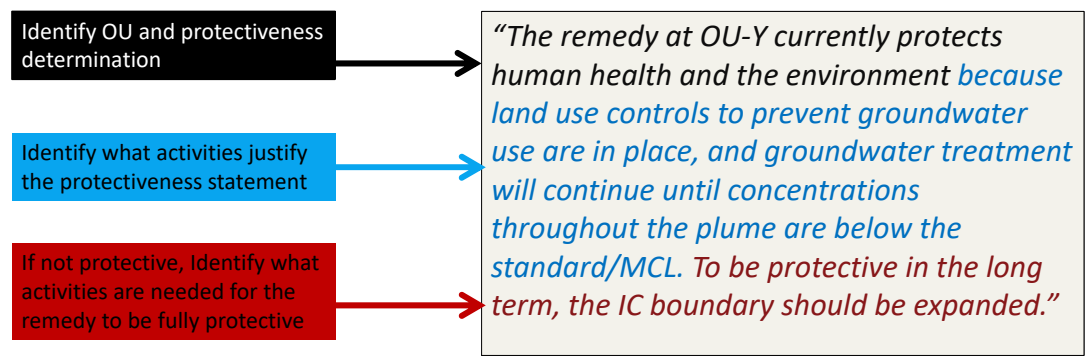 Identify OU and protectiveness
determination
Identify what activities justify
the protectiveness statement
If not protective, Identify what
activities are needed for the
remedy to be fully protective
“The remedy at OU-Y currently protects
human health and the environment because
land use controls to prevent groundwater
use are in place, and groundwater treatment
will continue until concentrations
throughout the plume are below the
standard/MCL. To be protective in the long
term, the IC boundary should be expanded.”